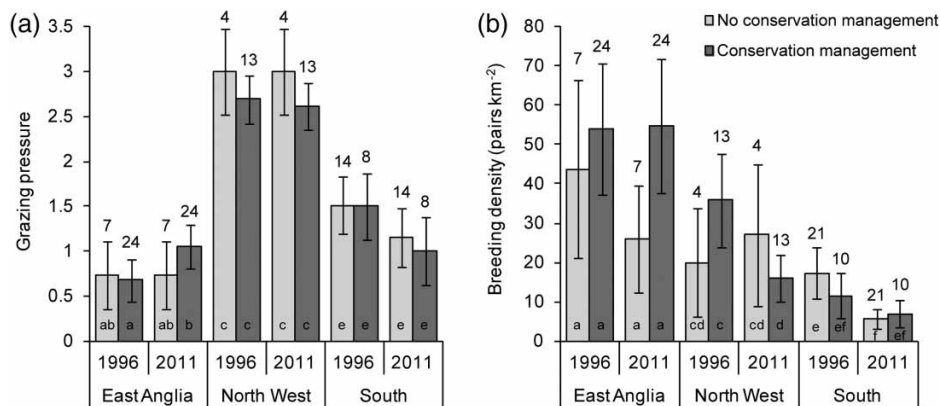 (a)
Grazing pressure
3.5
3
2.5
2
1.5
1
0.5
0
7 24 7 24 4 13 4 13 14 8 14 8
ab a ab b c c c c e e e e
1996 2011 1996 2011 1996 2011
East Anglia North West South
(b)
No conservation management
Conservation management
Breeding density (pairs km⁻²)
80
70
60
50
40
30
20
10
0
7 24 7 24 4 13 4 13 21 10 21 10
a a a a cd c cd d e ef f ef
1996 2011 1996 2011 1996 2011
East Anglia North West South